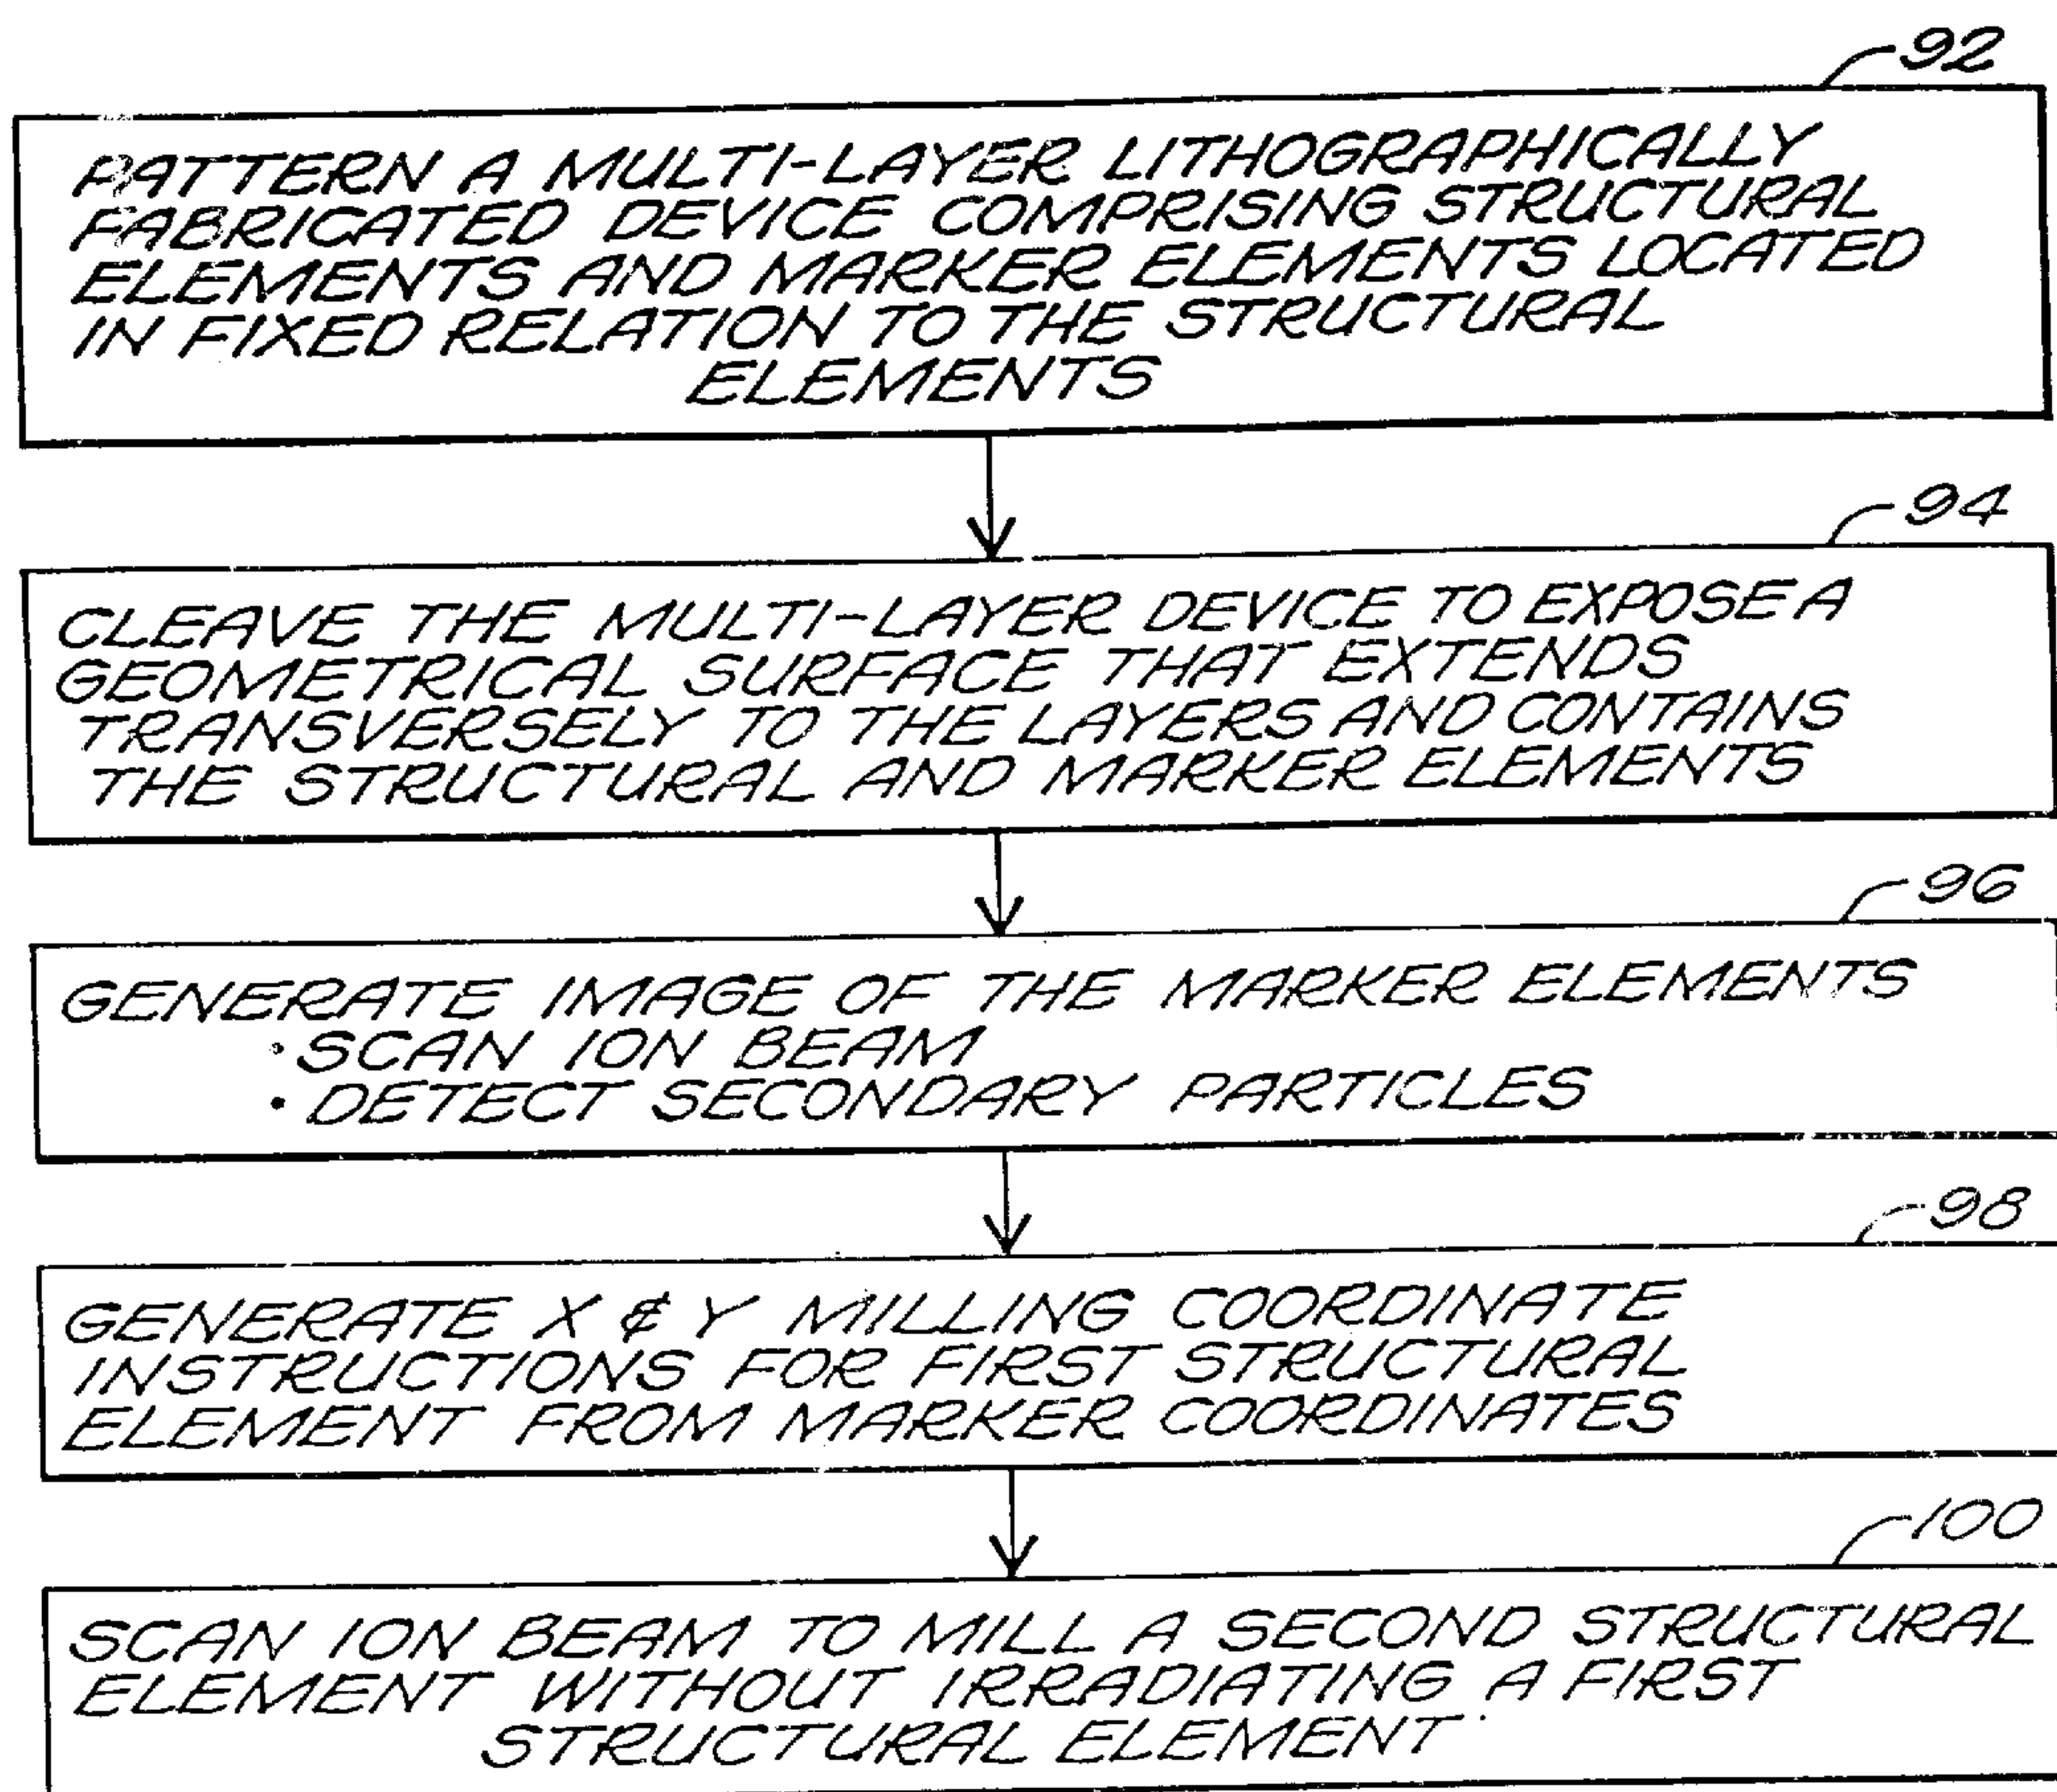 92
PATTERN A MULTI-LAYER LITHOGRAPHICALLY
FABRICATED DEVICE COMPRISING STRUCTURAL
ELEMENTS AND MARKER ELEMENTS LOCATED
IN FIXED RELATION TO THE STRUCTURAL
ELEMENTS
94
CLEAVE THE MULTI-LAYER DEVICE TO EXPOSE A
GEOMETRICAL SURFACE THAT EXTENDS
TRANSVERSELY TO THE LAYERS AND CONTAINS
THE STRUCTURAL AND MARKER ELEMENTS
96
GENERATE IMAGE OF THE MARKER ELEMENTS
• SCAN ION BEAM
• DETECT SECONDARY PARTICLES
98
GENERATE X & Y MILLING COORDINATE
INSTRUCTIONS FOR FIRST STRUCTURAL
ELEMENT FROM MARKER COORDINATES
100
SCAN ION BEAM TO MILL A SECOND STRUCTURAL
ELEMENT WITHOUT IRRADIATING A FIRST
STRUCTURAL ELEMENT